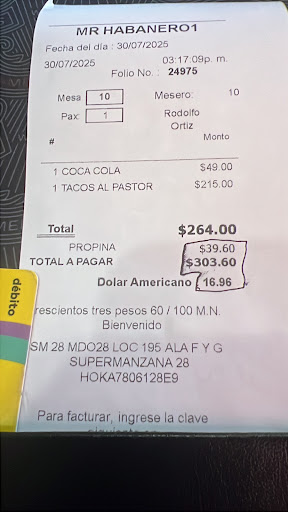 MR HABANERO1
Fecha del día : 30/07/2025
30/07/2025 03:17:09p. m.
Folio No. : 24975
Mesa 10 Mesero: 10
Pax: 1 Rodolfo
Ortiz
# Monto
1 COCA COLA $49.00
1 TACOS AL PASTOR $215.00
Total $264.00
PROPINA $39.60
TOTAL A PAGAR $303.60
Dolar Americano 16.96
rescientos tres pesos 60 / 100 M.N.
Bienvenido
SM 28 MDO28 LOC 195 ALA F Y G
SUPERMANZANA 28
HOKA7806128E9
Para facturar, ingrese la clave
débito